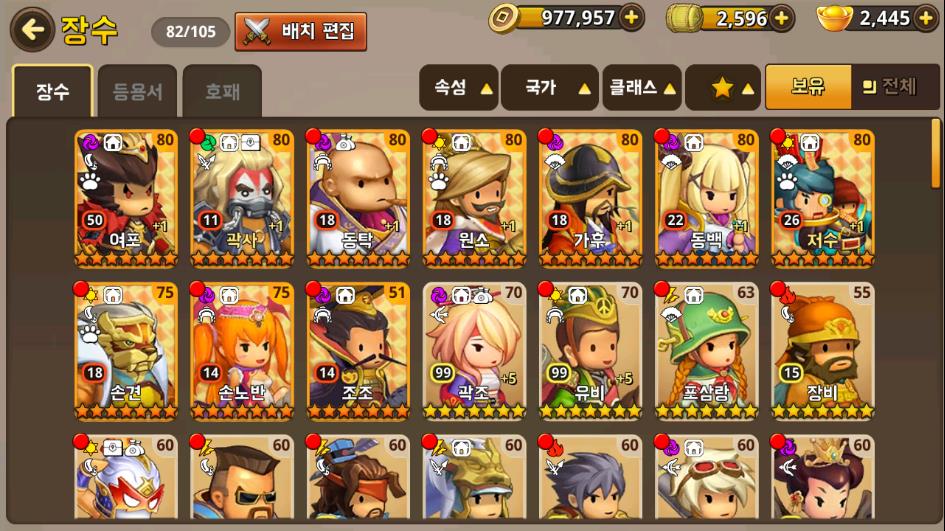 장수
82/105
배치 편집
977,957
2,596
2,445
장수
등용서
호패
속성
국가
클래스
보유
전체
80 80 80 80 80 80 80
50 11 18 18 18 22 26
+1 +1 +1 +1 +1 +1 +1
여포 곽사 동탁 원소 가후 동백 저수
75 75 51 70 70 63 55
18 14 14 99 99 15
+5 +5
손견 손노반 조조 곽조 유비 포삼랑 장비
60 60 60 60 60 60 60